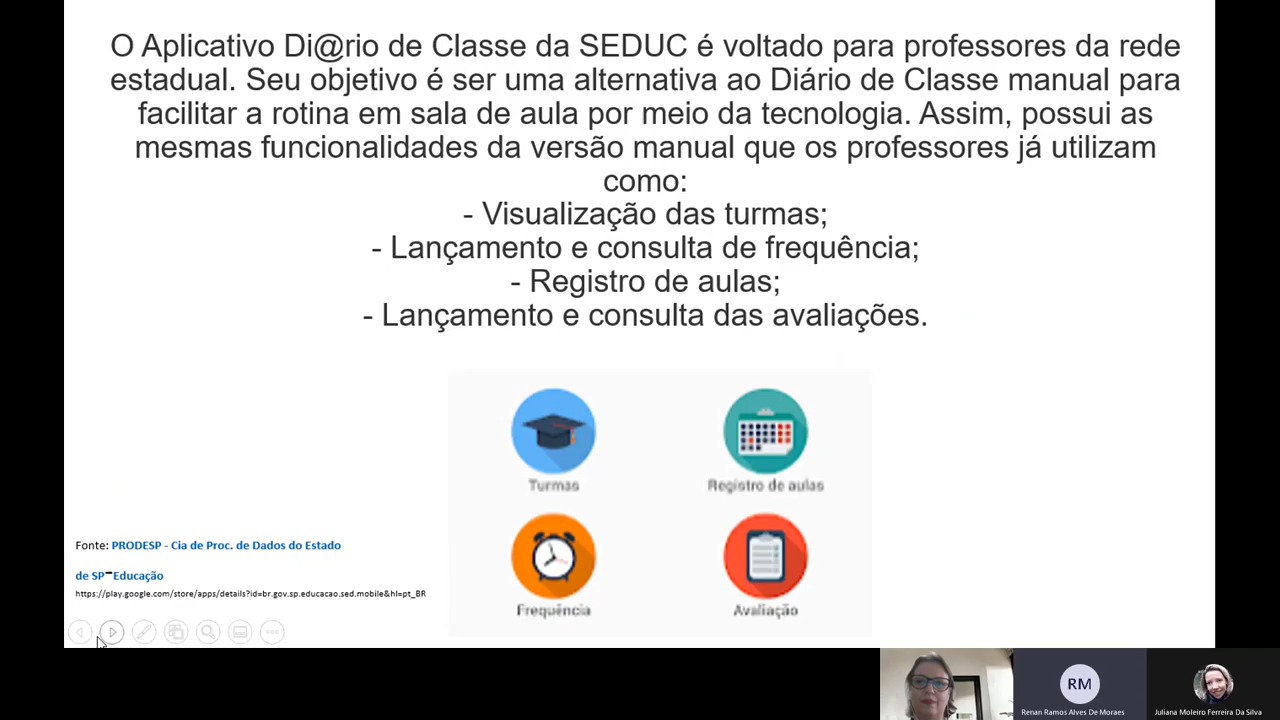 O Aplicativo Di@rio de Classe da SEDUC é voltado para professores da rede
estadual. Seu objetivo é ser uma alternativa ao Diário de Classe manual para
facilitar a rotina em sala de aula por meio da tecnologia. Assim, possui as
mesmas funcionalidades da versão manual que os professores já utilizam
como:
- Visualização das turmas;
- Lançamento e consulta de frequência;
- Registro de aulas;
- Lançamento e consulta das avaliações.
Turmas
Registro de aulas
Frequência
Avaliação
Fonte: PRODESP - Cia de Proc. de Dados do Estado
de SP–Educação
https://play.google.com/store/apps/details?id=br.gov.sp.educacao.sed.mobile&hl=pt_BR
RM
Renan Ramos Alves De Moraes
Juliana Moleiro Ferreira Da Silva